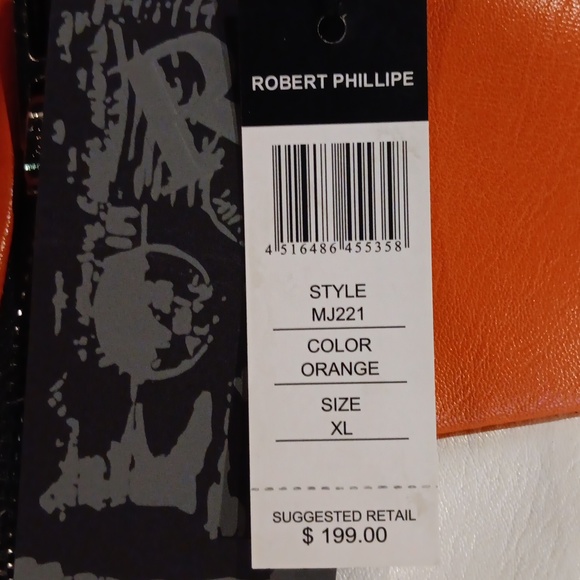 ROBERT PHILLIPE
4 516486 455358
STYLE
MJ221
COLOR
ORANGE
SIZE
XL
SUGGESTED RETAIL
$ 199.00